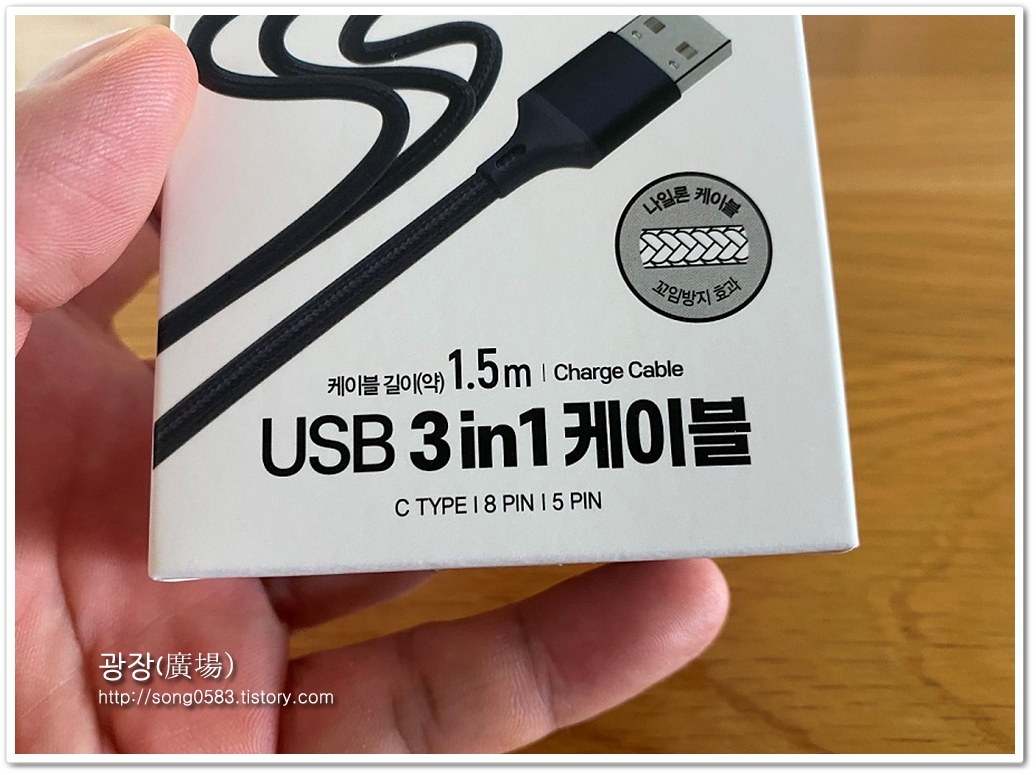 나일론 케이블
꼬임방지 효과
케이블 길이(약) 1.5m | Charge Cable
USB 3 in1 케이블
C TYPE | 8 PIN | 5 PIN
광장(廣場)
http://song0583.tistory.com